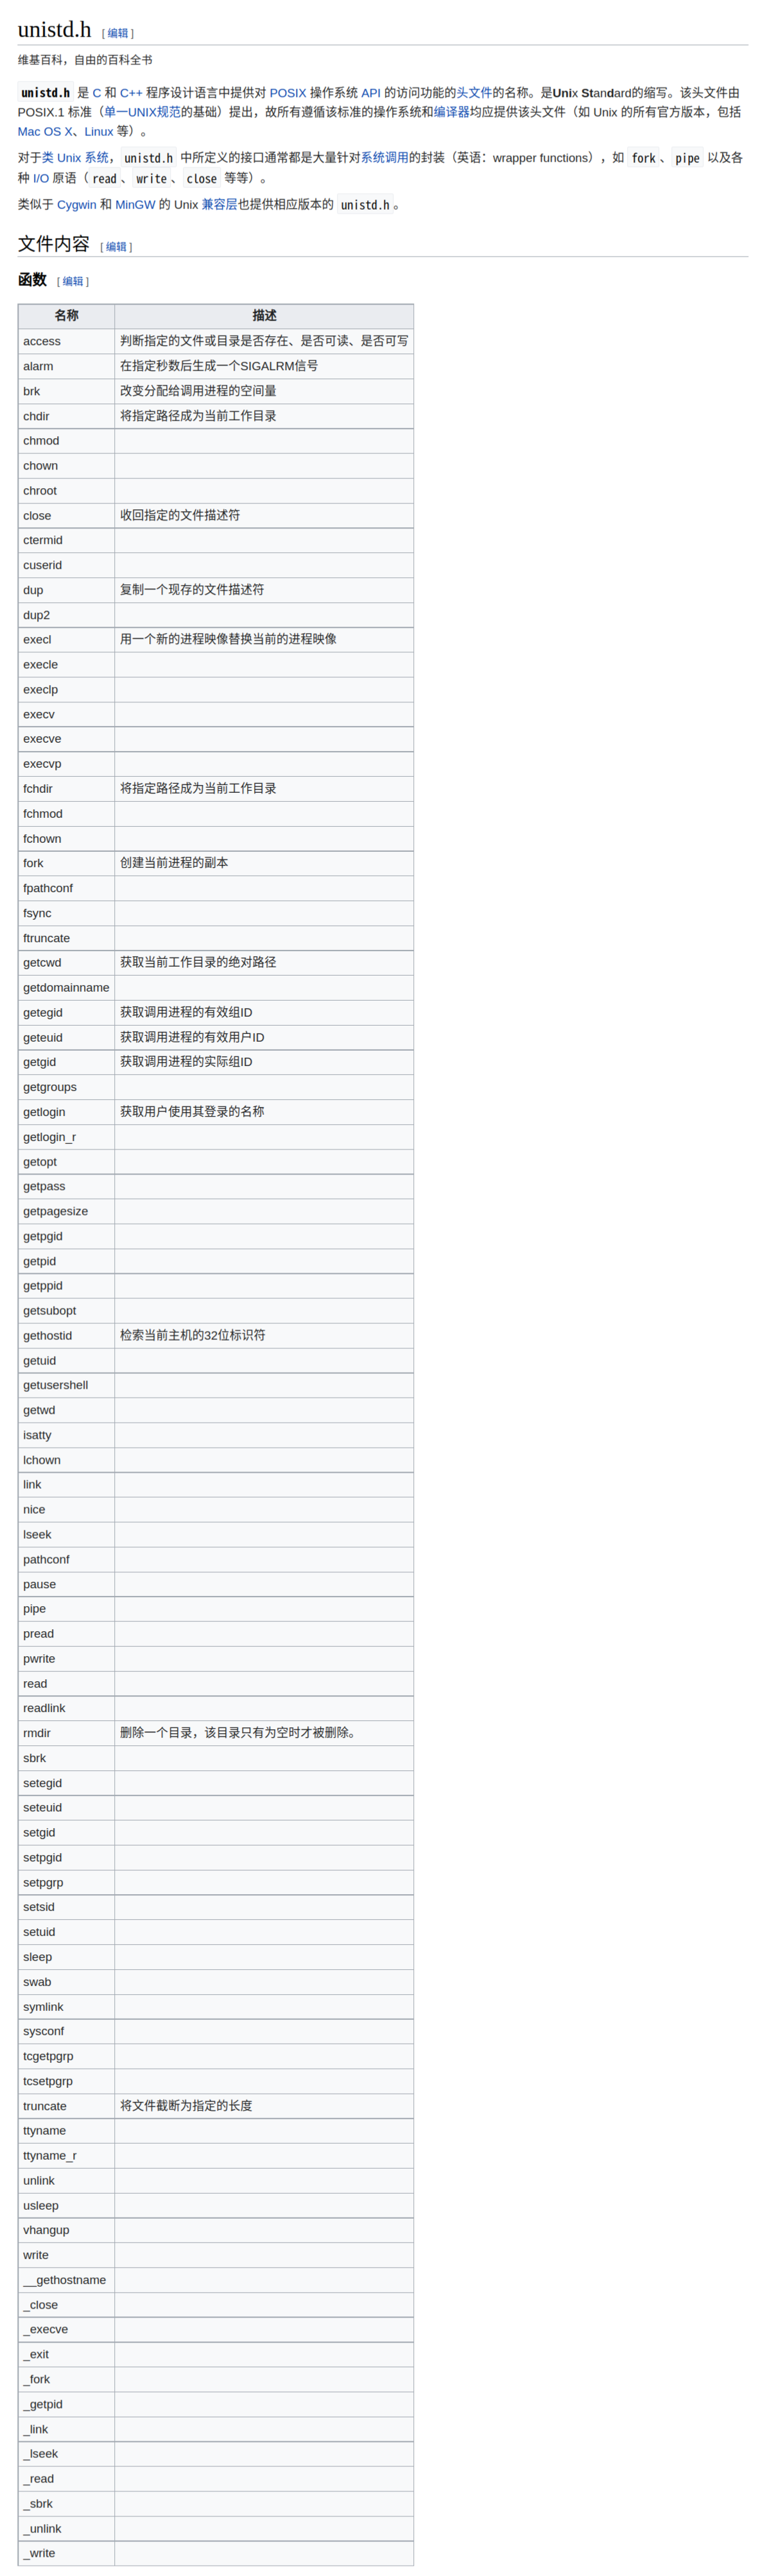 unistd.h [ 编辑 ]
维基百科，自由的百科全书
unistd.h 是 C 和 C++ 程序设计语言中提供对 POSIX 操作系统 API 的访问功能的头文件的名称。是Unix Standard的缩写。该头文件由
POSIX.1 标准（单一UNIX规范的基础）提出，故所有遵循该标准的操作系统和编译器均应提供该头文件（如 Unix 的所有官方版本，包括
Mac OS X、Linux 等）。
对于类 Unix 系统，unistd.h 中所定义的接口通常都是大量针对系统调用的封装（英语：wrapper functions），如 fork、pipe 以及各
种 I/O 原语（read、write、close 等等）。
类似于 Cygwin 和 MinGW 的 Unix 兼容层也提供相应版本的 unistd.h。
文件内容 [ 编辑 ]
函数 [ 编辑 ]
名称 描述
access 判断指定的文件或目录是否存在、是否可读、是否可写
alarm 在指定秒数后生成一个SIGALRM信号
brk 改变分配给调用进程的空间量
chdir 将指定路径成为当前工作目录
chmod
chown
chroot
close 收回指定的文件描述符
ctermid
cuserid
dup 复制一个现存的文件描述符
dup2
execl 用一个新的进程映像替换当前的进程映像
execle
execlp
execv
execve
execvp
fchdir 将指定路径成为当前工作目录
fchmod
fchown
fork 创建当前进程的副本
fpathconf
fsync
ftruncate
getcwd 获取当前工作目录的绝对路径
getdomainname
getegid 获取调用进程的有效组ID
geteuid 获取调用进程的有效用户ID
getgid 获取调用进程的实际组ID
getgroups
getlogin 获取用户使用其登录的名称
getlogin_r
getopt
getpass
getpagesize
getpgid
getpid
getppid
getsubopt
gethostid 检索当前主机的32位标识符
getuid
getusershell
getwd
isatty
lchown
link
nice
lseek
pathconf
pause
pipe
pread
pwrite
read
readlink
rmdir 删除一个目录，该目录只有为空时才被删除。
sbrk
setegid
seteuid
setgid
setpgid
setpgrp
setsid
setuid
sleep
swab
symlink
sysconf
tcgetpgrp
tcsetpgrp
truncate 将文件截断为指定的长度
ttyname
ttyname_r
unlink
usleep
vhangup
write
__gethostname
_close
_execve
_exit
_fork
_getpid
_link
_lseek
_read
_sbrk
_unlink
_write